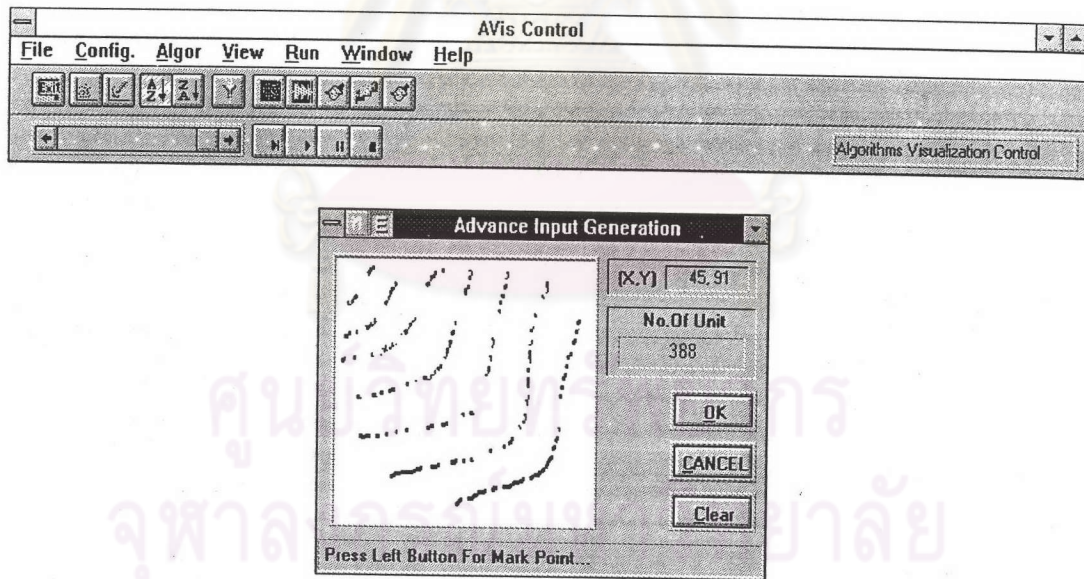 AVis Control
File Config. Algor View Run Window Help
Exit A Z Z A Y
Algorithms Visualization Control
Advance Input Generation
(X,Y) 45, 91
No.Of Unit
388
OK
CANCEL
Clear
Press Left Button For Mark Point...
ศูนย์วิทยทรัพยากร
จุฬาลงกรณ์มหาวิทยาลัย